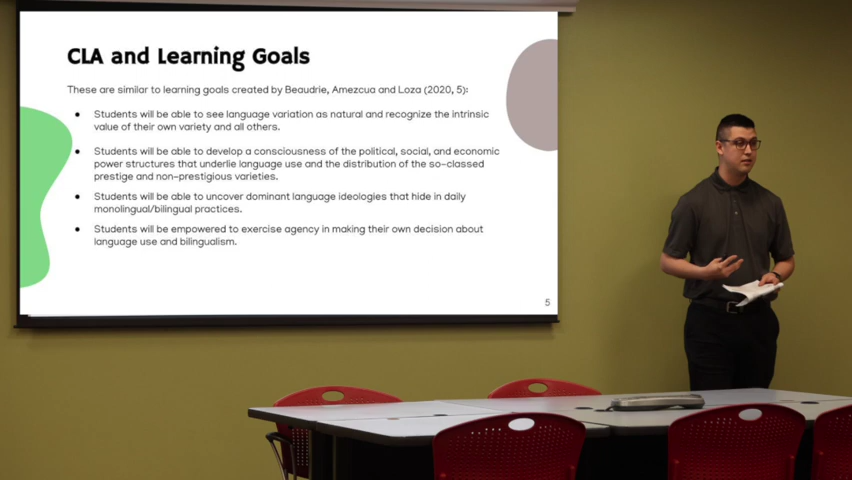 CLA and Learning Goals
These are similar to learning goals created by Beaudrie, Amezcua and Loza (2020, 5):
● Students will be able to see language variation as natural and recognize the intrinsic
value of their own variety and all others.
● Students will be able to develop a consciousness of the political, social, and economic
power structures that underlie language use and the distribution of the so-classed
prestige and non-prestigious varieties.
● Students will be able to uncover dominant language ideologies that hide in daily
monolingual/bilingual practices.
● Students will be empowered to exercise agency in making their own decision about
language use and bilingualism.
5